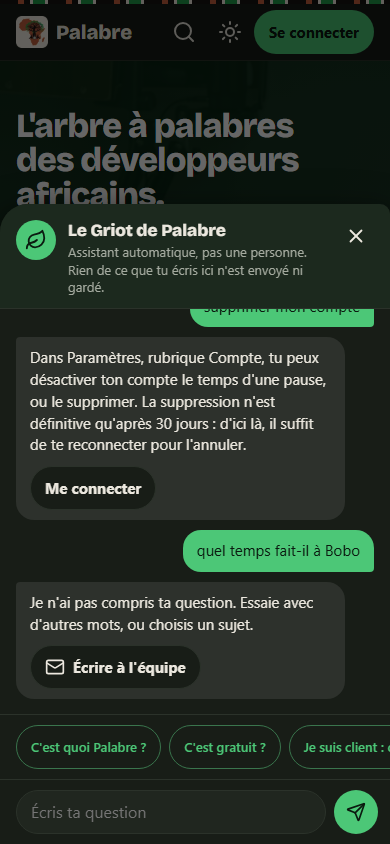 Palabre
Se connecter
L'arbre à palabres
des développeurs
africains.
Le Griot de Palabre
Assistant automatique, pas une personne.
Rien de ce que tu écris ici n'est envoyé ni
gardé.
supprimer mon compte
Dans Paramètres, rubrique Compte, tu peux
désactiver ton compte le temps d'une pause,
ou le supprimer. La suppression n'est
définitive qu'après 30 jours : d'ici là, il suffit
de te reconnecter pour l'annuler.
Me connecter
quel temps fait-il à Bobo
Je n'ai pas compris ta question. Essaie avec
d'autres mots, ou choisis un sujet.
Écrire à l'équipe
C'est quoi Palabre ?
C'est gratuit ?
Je suis client :
Écris ta question